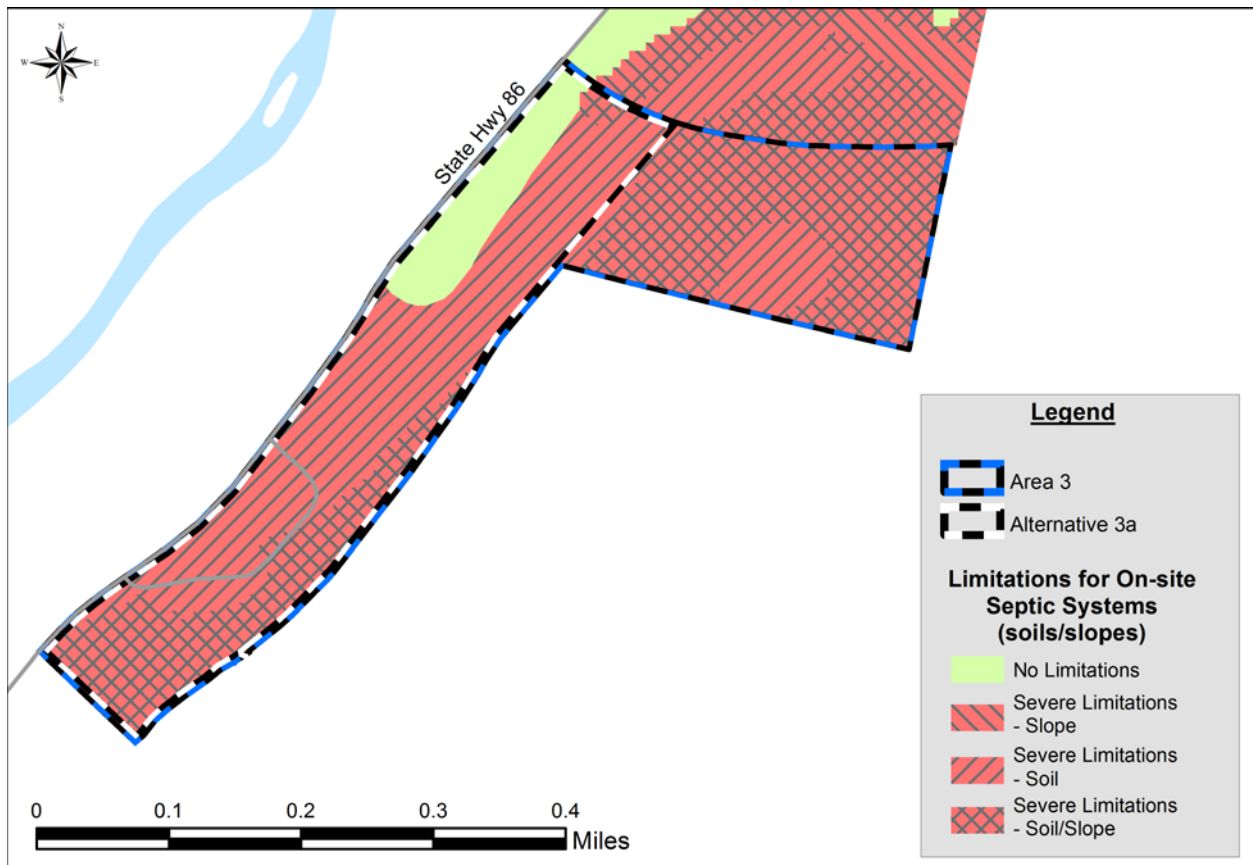 N
W E
S
State Hwy 86
Legend
Area 3
Alternative 3a
Limitations for On-site
Septic Systems
(soils/slopes)
No Limitations
Severe Limitations
- Slope
Severe Limitations
- Soil
Severe Limitations
- Soil/Slope
0 0.1 0.2 0.3 0.4
Miles